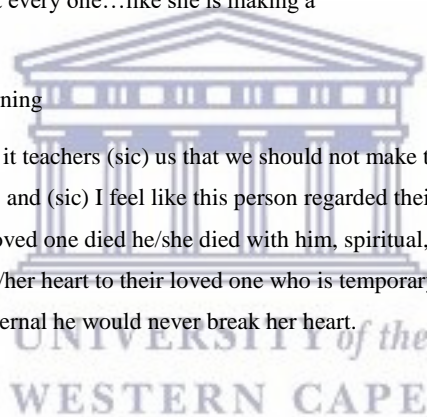 t every one…like she is making a
ning
it teachers (sic) us that we should not make t
and (sic) I feel like this person regarded thei
oved one died he/she died with him, spiritual,
/her heart to their loved one who is temporary
ernal he would never break her heart.
UNIVERSITY of the
WESTERN CAPE